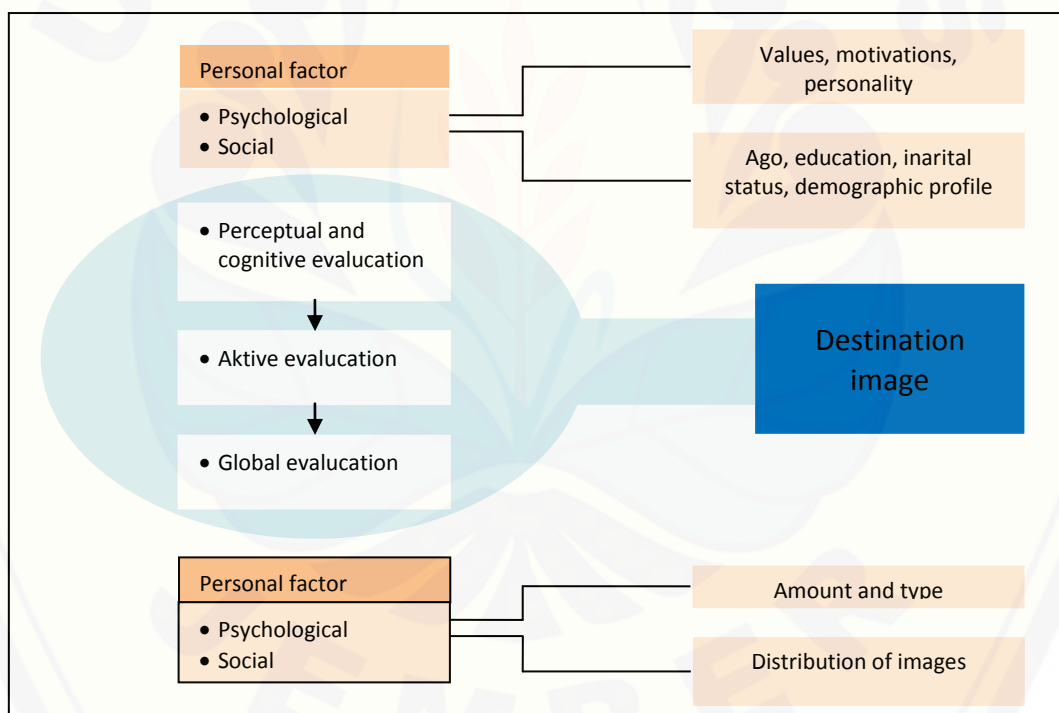 Personal factor
• Psychological
• Social
Values, motivations,
personality
Ago, education, inarital
status, demographic profile
• Perceptual and
cognitive evalucation
• Aktive evalucation
• Global evalucation
Destination
image
Personal factor
• Psychological
• Social
Amount and type
Distribution of images
JEMBER